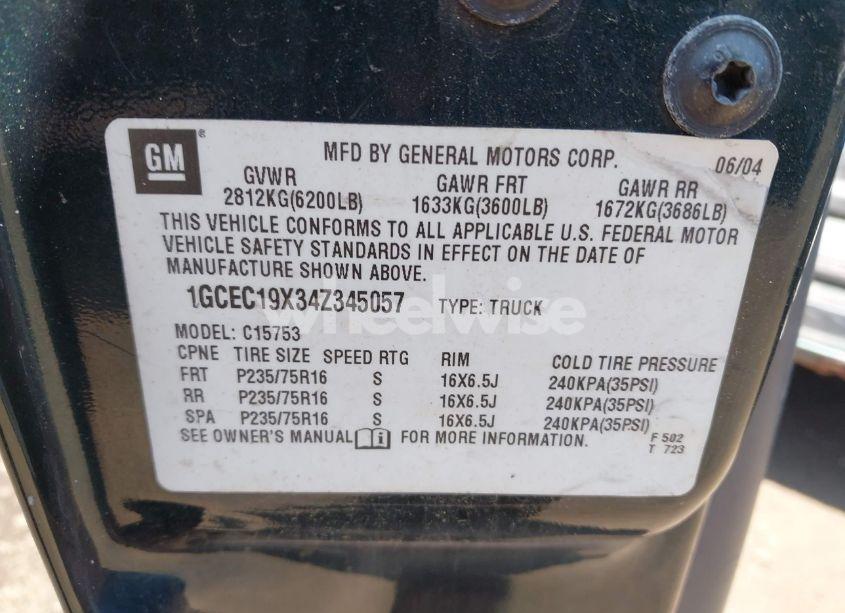 GM
MFD BY GENERAL MOTORS CORP. 06/04
GVWR GAWR FRT GAWR RR
2812KG(6200LB) 1633KG(3600LB) 1672KG(3686LB)
THIS VEHICLE CONFORMS TO ALL APPLICABLE U.S. FEDERAL MOTOR
VEHICLE SAFETY STANDARDS IN EFFECT ON THE DATE OF
MANUFACTURE SHOWN ABOVE.
1GCEC19X34Z345057 TYPE: TRUCK
wheelwise
MODEL: C15753
CPNE TIRE SIZE SPEED RTG RIM COLD TIRE PRESSURE
FRT P235/75R16 S 16X6.5J 240KPA(35PSI)
RR P235/75R16 S 16X6.5J 240KPA(35PSI)
SPA P235/75R16 S 16X6.5J 240KPA(35PSI)
SEE OWNER'S MANUAL FOR MORE INFORMATION.
F 502
T 723